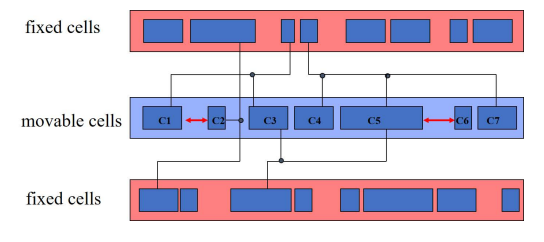 fixed cells
movable cells
C1 C2 C3 C4 C5 C6 C7
fixed cells